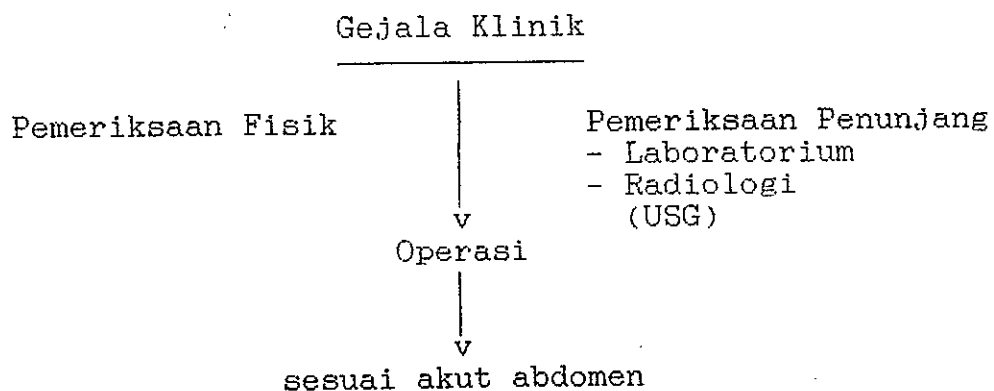 Gejala Klinik
Pemeriksaan Fisik
Pemeriksaan Penunjang
- Laboratorium
- Radiologi
(USG)
Operasi
sesuai akut abdomen